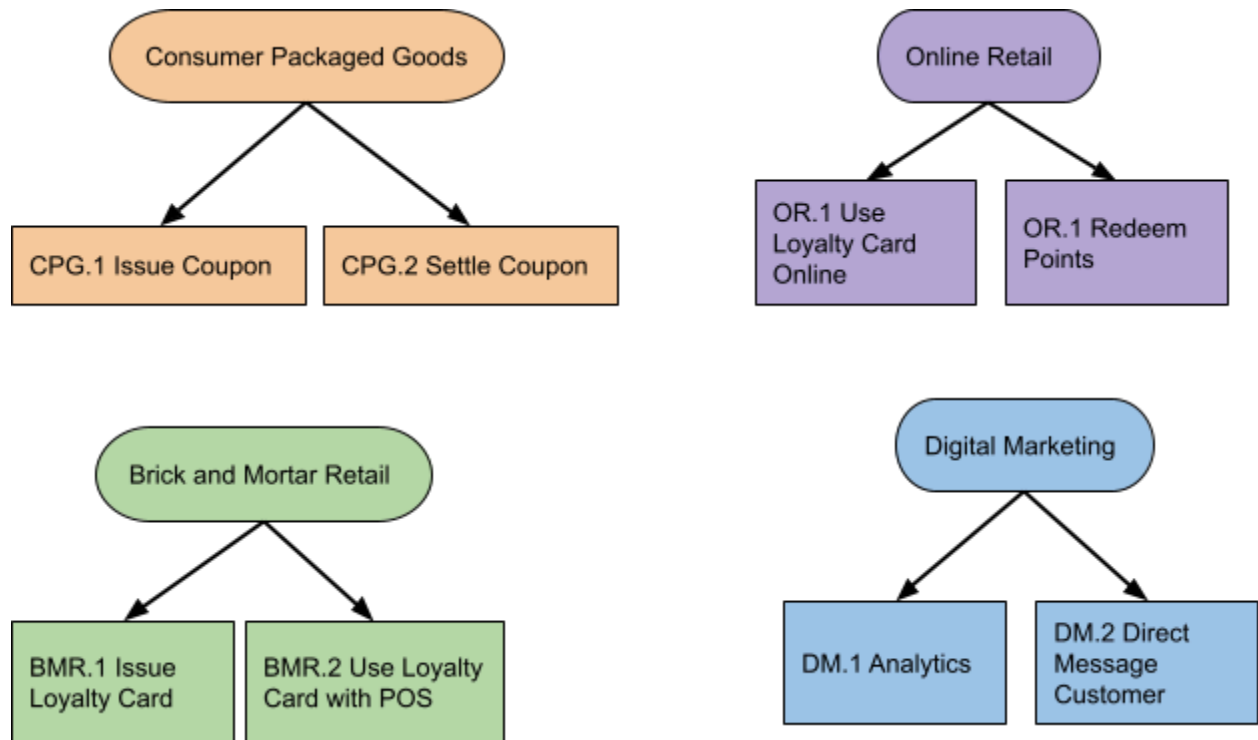 Consumer Packaged Goods
Online Retail
CPG.1 Issue Coupon
CPG.2 Settle Coupon
OR.1 Use
Loyalty Card
Online
OR.1 Redeem
Points
Brick and Mortar Retail
Digital Marketing
BMR.1 Issue
Loyalty Card
BMR.2 Use Loyalty
Card with POS
DM.1 Analytics
DM.2 Direct
Message
Customer